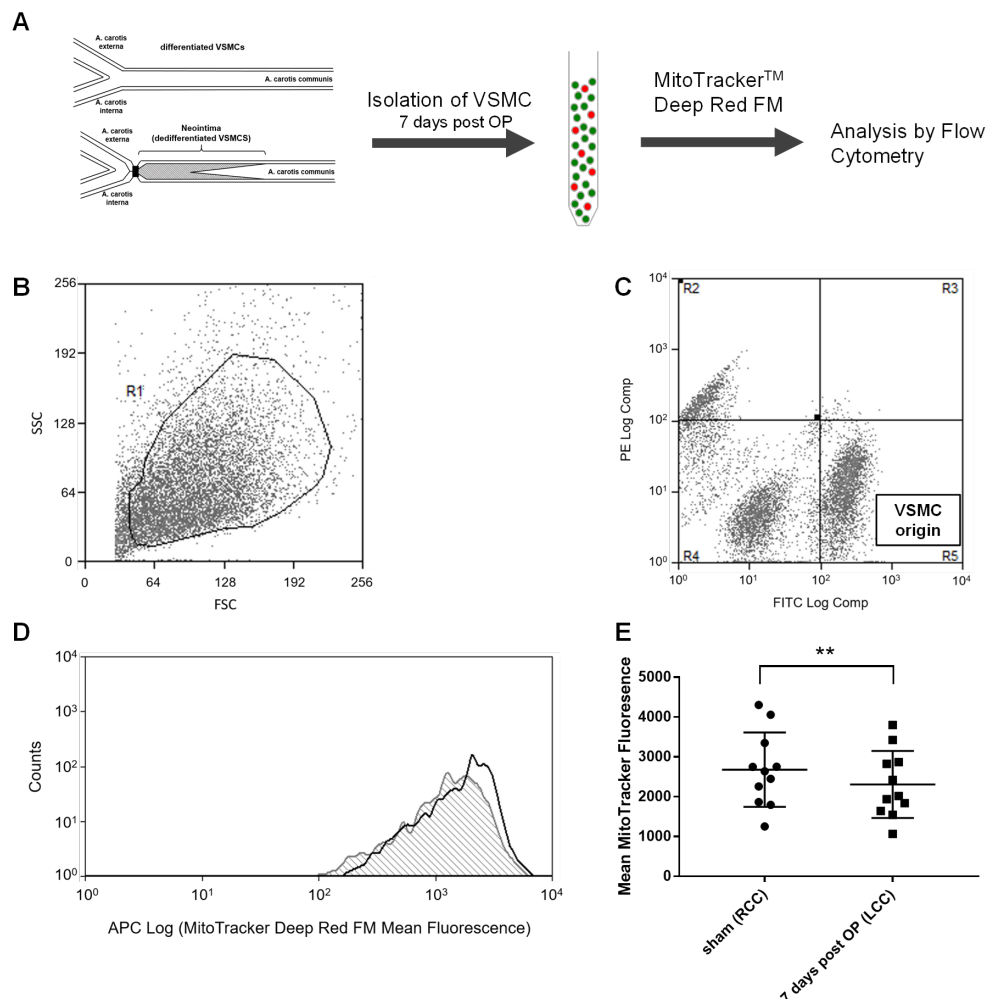 A
A. carotis
externa
differentiated VSMCs
A. carotis communis
A. carotis
interna
A. carotis
externa
Neointima
(dedifferentiated VSMCS)
A. carotis communis
A. carotis
interna
Isolation of VSMC
7 days post OP
MitoTracker™
Deep Red FM
Analysis by Flow
Cytometry
B
256
192
128
64
0
SSC
R1
0 64 128 192 256
FSC
C
10⁴
10³
10²
10¹
10⁰
PE Log Comp
R2 R3
R4 R5
VSMC
origin
10⁰ 10¹ 10² 10³ 10⁴
FITC Log Comp
D
10⁴
10³
10²
10¹
10⁰
Counts
10⁰ 10¹ 10² 10³ 10⁴
APC Log (MitoTracker Deep Red FM Mean Fluorescence)
E
**
Mean MitoTracker Fluoresence
5000
4000
3000
2000
1000
0
sham (RCC)
7 days post OP (LCC)